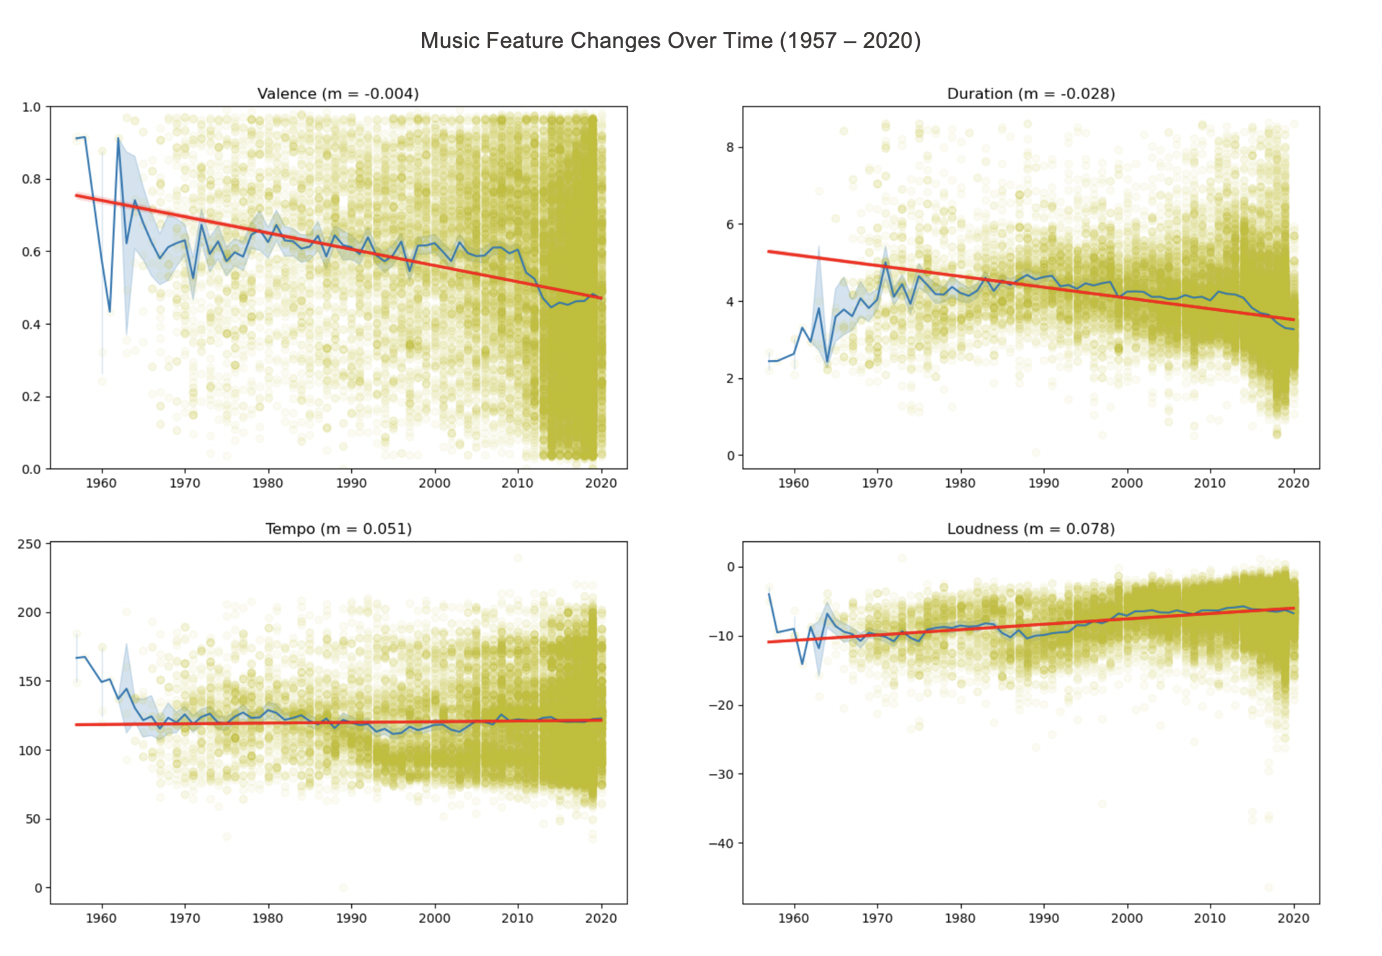 Music Feature Changes Over Time (1957 – 2020)
Valence (m = -0.004)
1.0
0.8
0.6
0.4
0.2
0.0
1960 1970 1980 1990 2000 2010 2020
Duration (m = -0.028)
8
6
4
2
0
1960 1970 1980 1990 2000 2010 2020
Tempo (m = 0.051)
250
200
150
100
50
0
1960 1970 1980 1990 2000 2010 2020
Loudness (m = 0.078)
0
−10
−20
−30
−40
1960 1970 1980 1990 2000 2010 2020